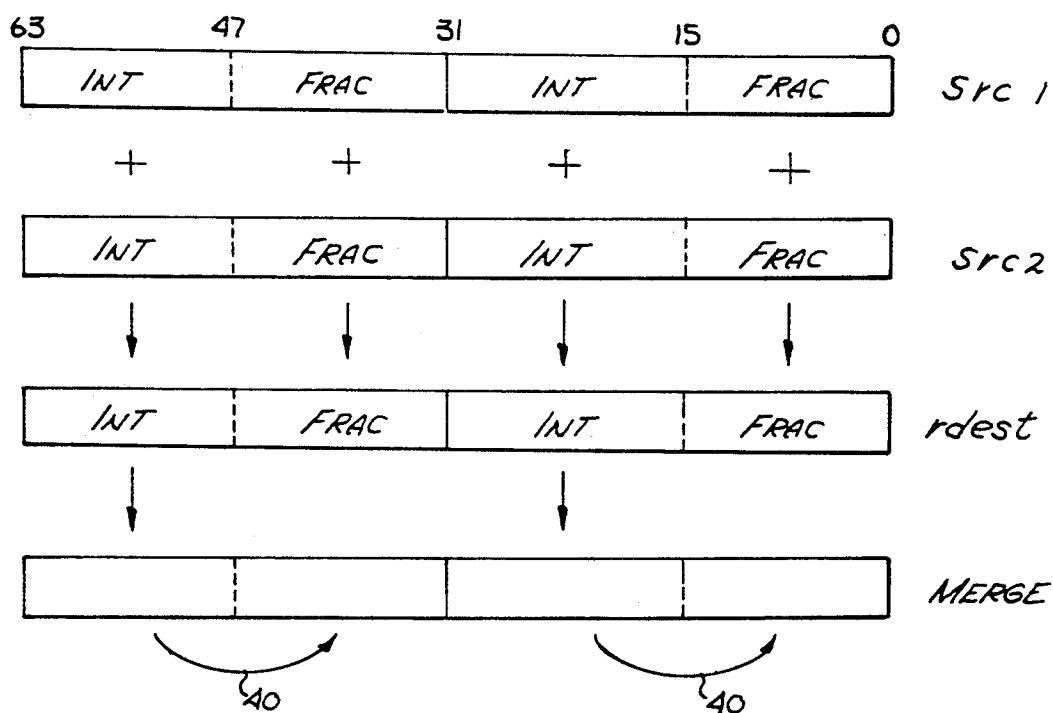 63 47 31 15 0
INT FRAC INT FRAC Src 1
+ + + +
INT FRAC INT FRAC Src2
INT FRAC INT FRAC rdest
MERGE
40 40